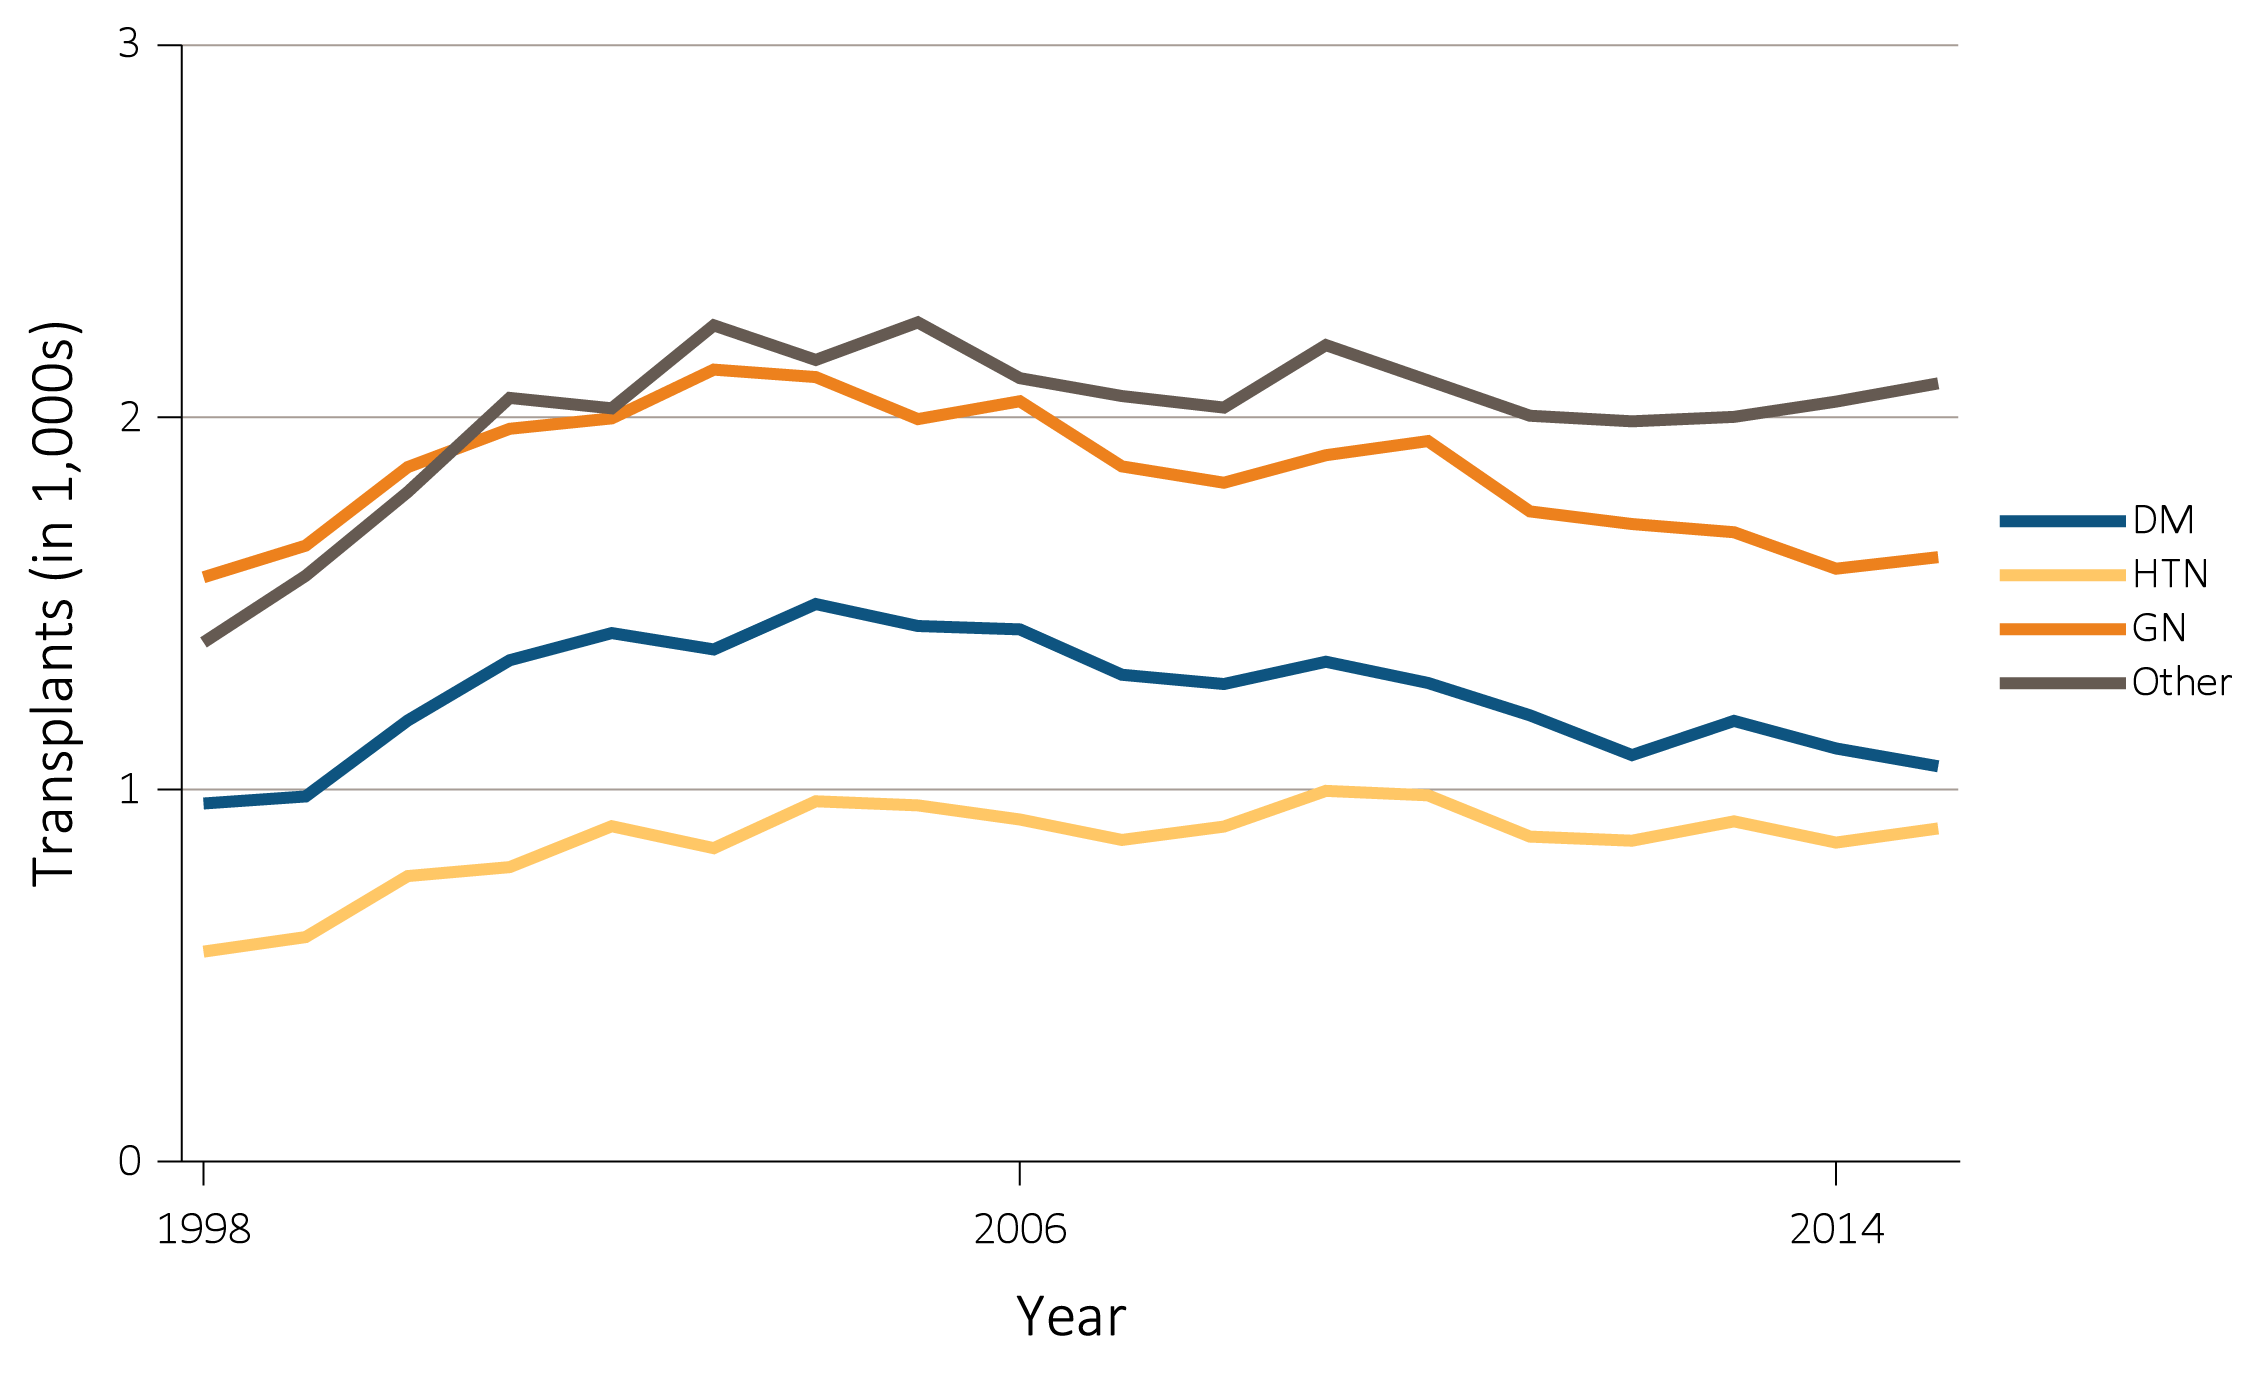 Transplants (in 1,000s)
3
2
1
0
1998
2006
2014
Year
DM
HTN
GN
Other